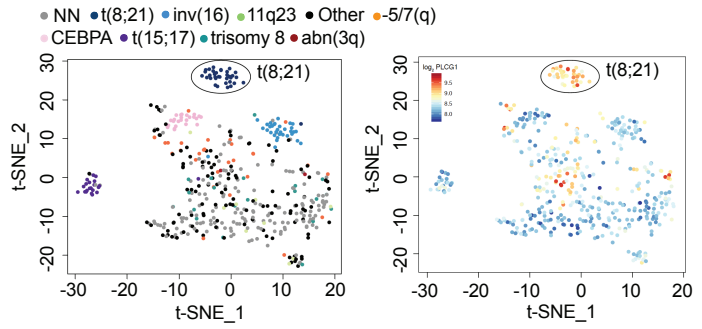 NN t(8;21) inv(16) 11q23 Other -5/7(q)
CEBPA t(15;17) trisomy 8 abn(3q)
t(8;21)
30
20
10
0
-10
-20
t-SNE_2
-30 -20 -10 0 10 20
t-SNE_1
log2 PLCG1
9.5
9.0
8.5
8.0
t(8;21)
30
20
10
0
-10
-20
t-SNE_2
-30 -20 -10 0 10 20
t-SNE_1